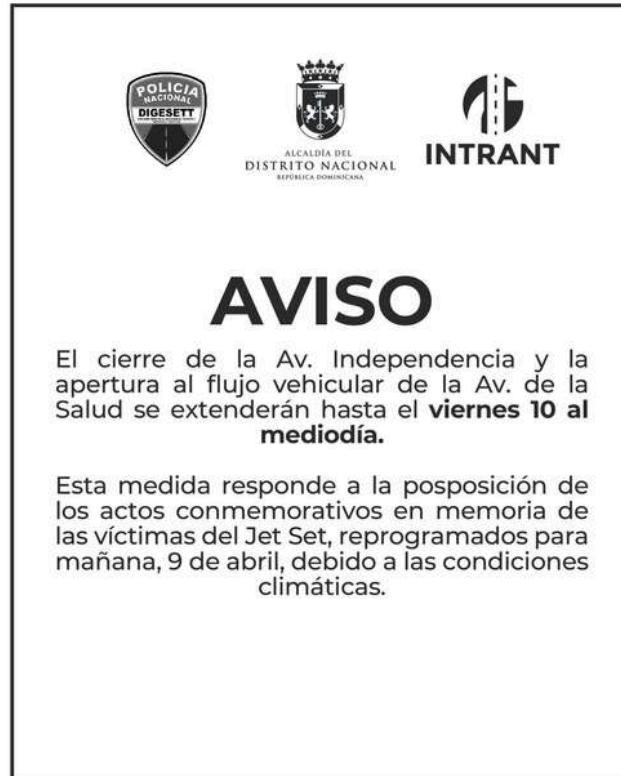 POLICIA
NACIONAL
DIGESETT
ALCALDÍA DEL
DISTRITO NACIONAL
REPÚBLICA DOMINICANA
INTRANT
AVISO
El cierre de la Av. Independencia y la
apertura al flujo vehicular de la Av. de la
Salud se extenderán hasta el viernes 10 al
mediodía.
Esta medida responde a la posposición de
los actos conmemorativos en memoria de
las víctimas del Jet Set, reprogramados para
mañana, 9 de abril, debido a las condiciones
climáticas.